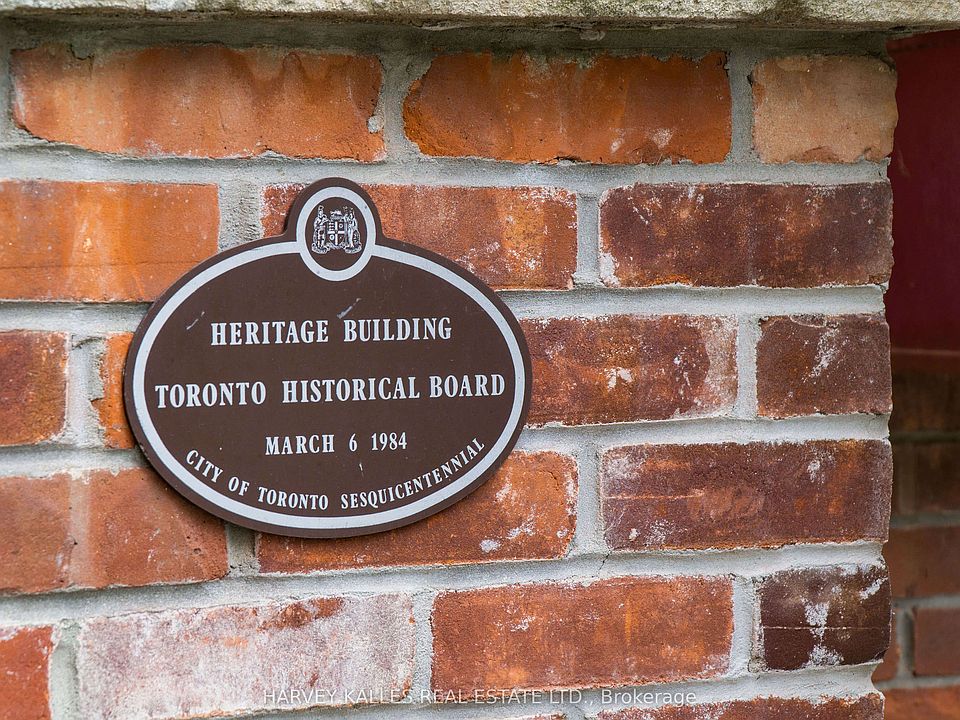 HERITAGE BUILDING
TORONTO HISTORICAL BOARD
MARCH 6 1984
CITY OF TORONTO SESQUICENTENNIAL
HARVEY KALLES REAL ESTATE LTD., Brokerage